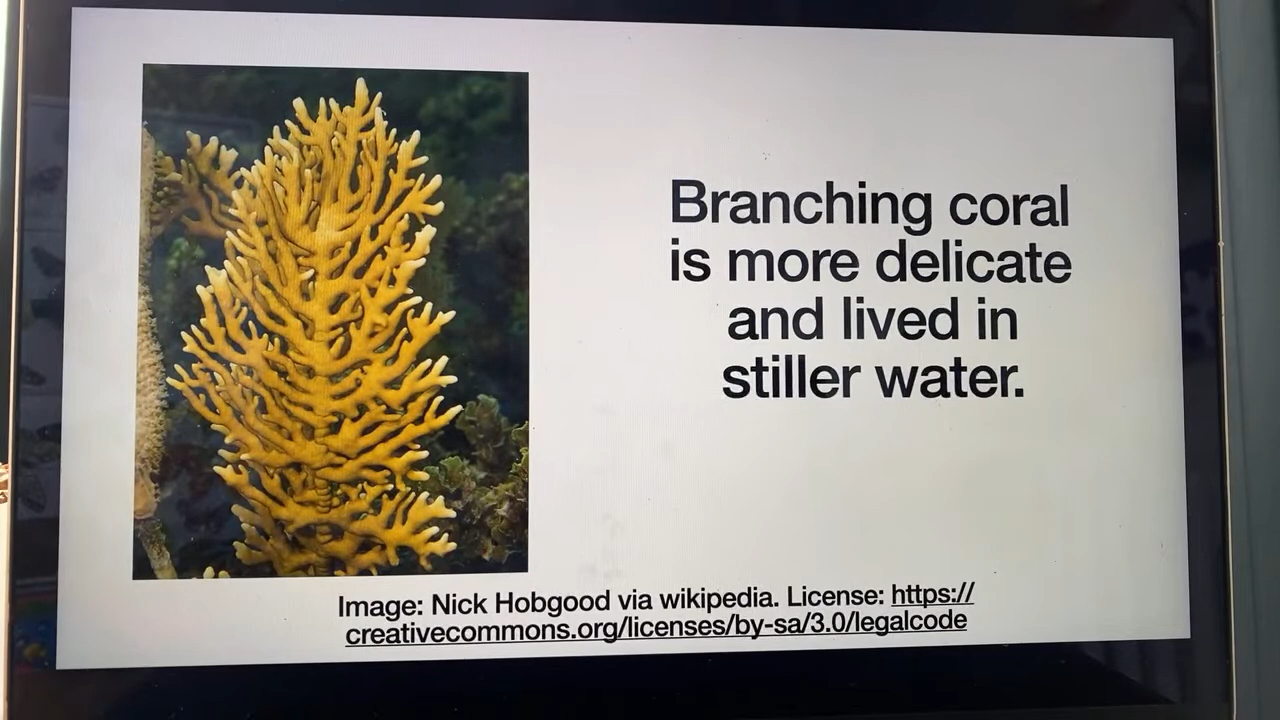 Branching coral
is more delicate
and lived in
stiller water.
Image: Nick Hobgood via wikipedia. License: https://
creativecommons.org/licenses/by-sa/3.0/legalcode